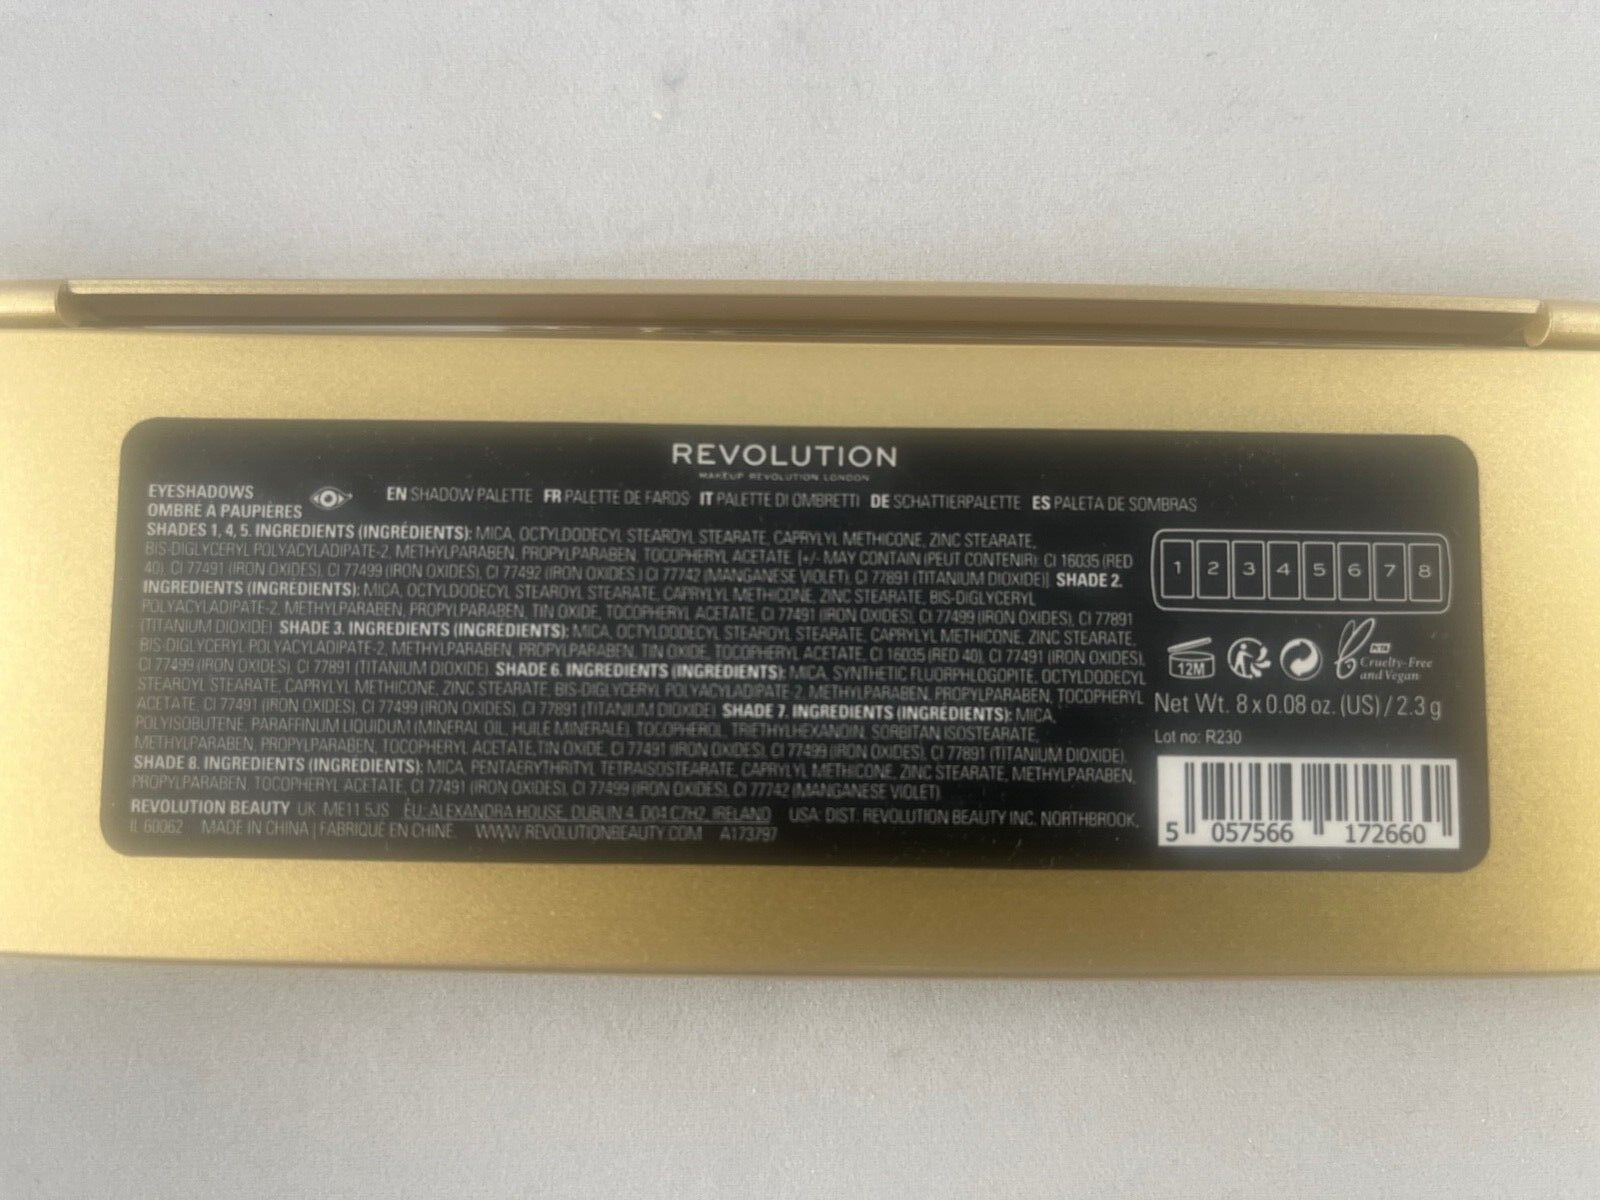 REVOLUTION
MAKEUP REVOLUTION LONDON
EYESHADOWS
OMBRE À PAUPIÈRES
EN SHADOW PALETTE FR PALETTE DE FARDS IT PALETTE DI OMBRETTI DE SCHATTIERPALETTE ES PALETA DE SOMBRAS
SHADES 1, 4, 5. INGREDIENTS (INGRÉDIENTS): MICA, OCTYLDODECYL STEAROYL STEARATE, CAPRYLYL METHICONE, ZINC STEARATE,
BIS-DIGLYCERYL POLYACYLADIPATE-2, METHYLPARABEN, PROPYLPARABEN, TOCOPHERYL ACETATE. [+/- MAY CONTAIN (PEUT CONTENIR): CI 16035 (RED
40), CI 77491 (IRON OXIDES), CI 77499 (IRON OXIDES), CI 77492 (IRON OXIDES,) CI 77742 (MANGANESE VIOLET), CI 77891 (TITANIUM DIOXIDE)] SHADE 2.
INGREDIENTS (INGRÉDIENTS): MICA, OCTYLDODECYL STEAROYL STEARATE, CAPRYLYL METHICONE, ZINC STEARATE, BIS-DIGLYCERYL
POLYACYLADIPATE-2, METHYLPARABEN, PROPYLPARABEN, TIN OXIDE, TOCOPHERYL ACETATE, CI 77491 (IRON OXIDES), CI 77499 (IRON OXIDES), CI 77891
(TITANIUM DIOXIDE) SHADE 3. INGREDIENTS (INGRÉDIENTS): MICA, OCTYLDODECYL STEAROYL STEARATE, CAPRYLYL METHICONE, ZINC STEARATE,
BIS-DIGLYCERYL POLYACYLADIPATE-2, METHYLPARABEN, PROPYLPARABEN, TIN OXIDE, TOCOPHERYL ACETATE, CI 16035 (RED 40), CI 77491 (IRON OXIDES),
CI 77499 (IRON OXIDES), CI 77891 (TITANIUM DIOXIDE) SHADE 6. INGREDIENTS (INGRÉDIENTS): MICA, SYNTHETIC FLUORPHLOGOPITE, OCTYLDODECYL
STEAROYL STEARATE, CAPRYLYL METHICONE, ZINC STEARATE, BIS-DIGLYCERYL POLYACYLADIPATE-2, METHYLPARABEN, PROPYLPARABEN, TOCOPHERYL
ACETATE, CI 77491 (IRON OXIDES), CI 77499 (IRON OXIDES), CI 77891 (TITANIUM DIOXIDE) SHADE 7. INGREDIENTS (INGRÉDIENTS): MICA,
POLYISOBUTENE, PARAFFINUM LIQUIDUM (MINERAL OIL, HUILE MINERALE), TOCOPHEROL, TRIETHYLHEXANOIN, SORBITAN ISOSTEARATE,
METHYLPARABEN, PROPYLPARABEN, TOCOPHERYL ACETATE,TIN OXIDE, CI 77491 (IRON OXIDES), CI 77499 (IRON OXIDES), CI 77891 (TITANIUM DIOXIDE).
SHADE 8. INGREDIENTS (INGRÉDIENTS): MICA, PENTAERYTHRITYL TETRAISOSTEARATE, CAPRYLYL METHICONE, ZINC STEARATE, METHYLPARABEN,
PROPYLPARABEN, TOCOPHERYL ACETATE, CI 77491 (IRON OXIDES), CI 77499 (IRON OXIDES), CI 77742 (MANGANESE VIOLET)
REVOLUTION BEAUTY UK ME11 5JS EU: ALEXANDRA HOUSE, DUBLIN 4, D04 C7H2, IRELAND USA: DIST. REVOLUTION BEAUTY INC. NORTHBROOK,
IL 60062 MADE IN CHINA | FABRIQUÉ EN CHINE. WWW.REVOLUTIONBEAUTY.COM A173797
1 2 3 4 5 6 7 8
12M
PETA
Cruelty-Free
and Vegan
Net Wt. 8 x 0.08 oz. (US) / 2.3 g
Lot no: R230
5 057566 172660